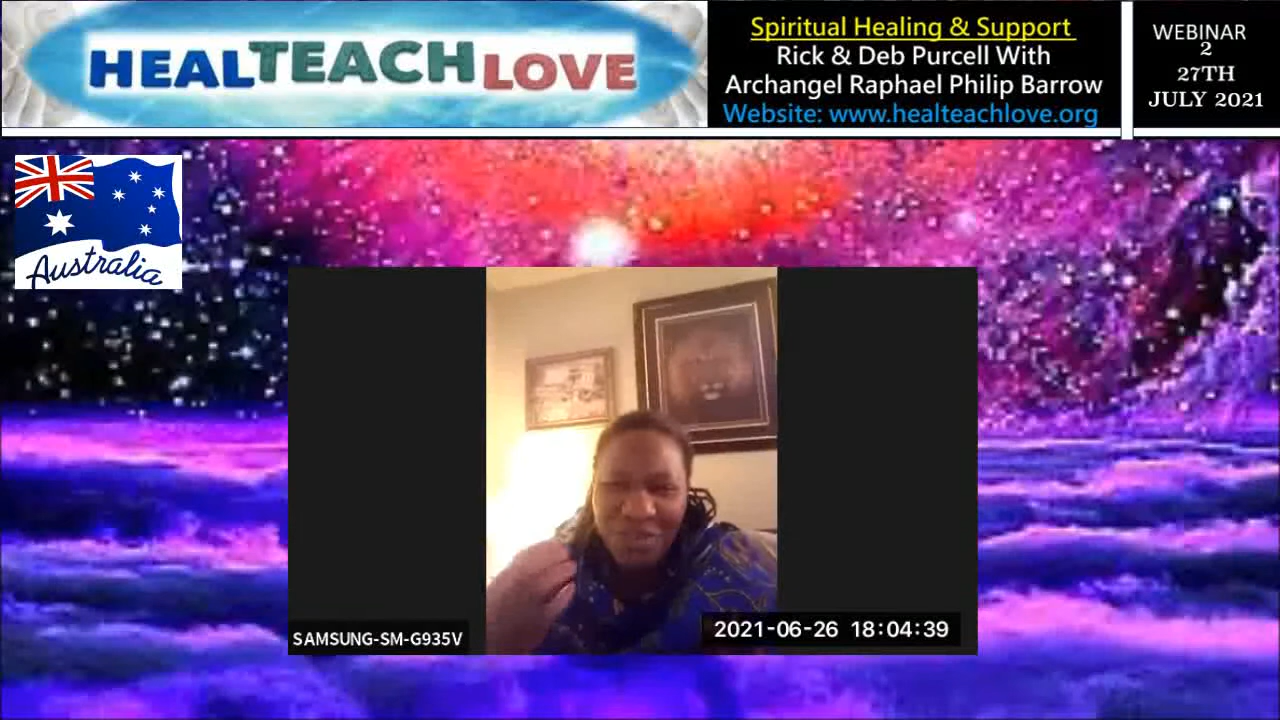 HEALTEACHLOVE
Spiritual Healing & Support
Rick & Deb Purcell With
Archangel Raphael Philip Barrow
Website: www.healteachlove.org
WEBINAR
2
27TH
JULY 2021
Australia
SAMSUNG-SM-G935V
2021-06-26 18:04:39